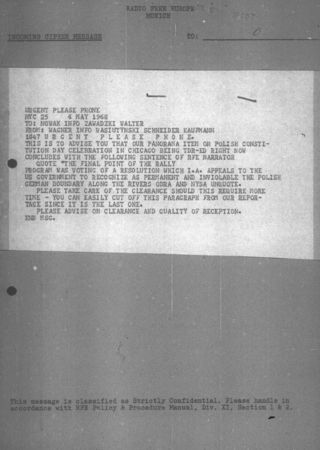 RADIO FREE EUROPE
MUNICH
INCOMING CIPHER MESSAGE
TO:
URGENT PLEASE PHONE
NYC 25 6 MAY 1968
TO: NOWAK INFO ZAWADZKI WALTER
FROM: WAGNER INFO WASIUTYNSKI SCHNEIDER KAUFMANN
1847 U R G E N T P L E A S E P H O N E.
THIS IS TO ADVISE YOU THAT OUR PANORAMA ITEM ON POLISH CONSTI-
TUTION DAY CELEBRATION IN CHICAGO BEING TDR-ED RIGHT NOW
CONCLUDES WITH THE FOLLOWING SENTENCE OF RFE NARRATOR
QUOTE "THE FINAL POINT OF THE RALLY
PROGRAM WAS VOTING OF A RESOLUTION WHICH I.A. APPEALS TO THE
US GOVERNMENT TO RECOGNIZE AS PERMANENT AND INVIOLABLE THE POLISH
GERMAN BOUNDARY ALONG THE RIVERS ODRA AND NYSA UNQUOTE.
PLEASE TAKE CARE OF THE CLEARANCE SHOULD THIS REQUIRE MORE
TIME - YOU CAN EASILY CUT OFF THIS PARAGRAPH FROM OUR REPOR-
TAGE SINCE IT IS THE LAST ONE.
PLEASE ADVISE ON CLEARANCE AND QUALITY OF RECEPTION.
END MSG.
This message is classified as Strictly Confidential. Please handle in
accordance with RFE Policy & Procedure Manual, Div. XI, Section 1 & 2.